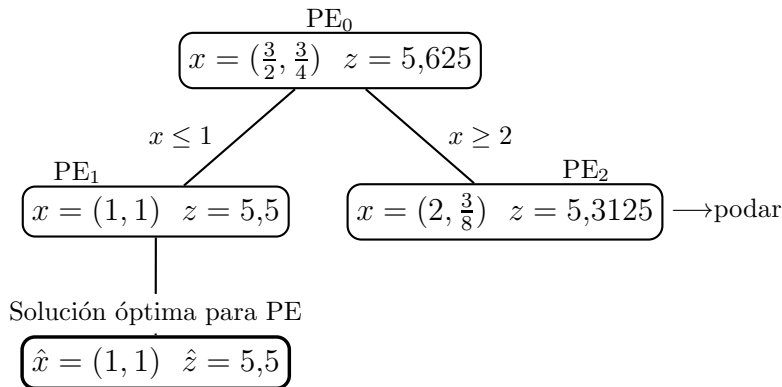 PE₀
x = (3/2, 3/4)   z = 5,625
x ≤ 1
x ≥ 2
PE₁
x = (1, 1)   z = 5,5
PE₂
x = (2, 3/8)   z = 5,3125 ⟶podar
Solución óptima para PE
x̂ = (1, 1)   ẑ = 5,5